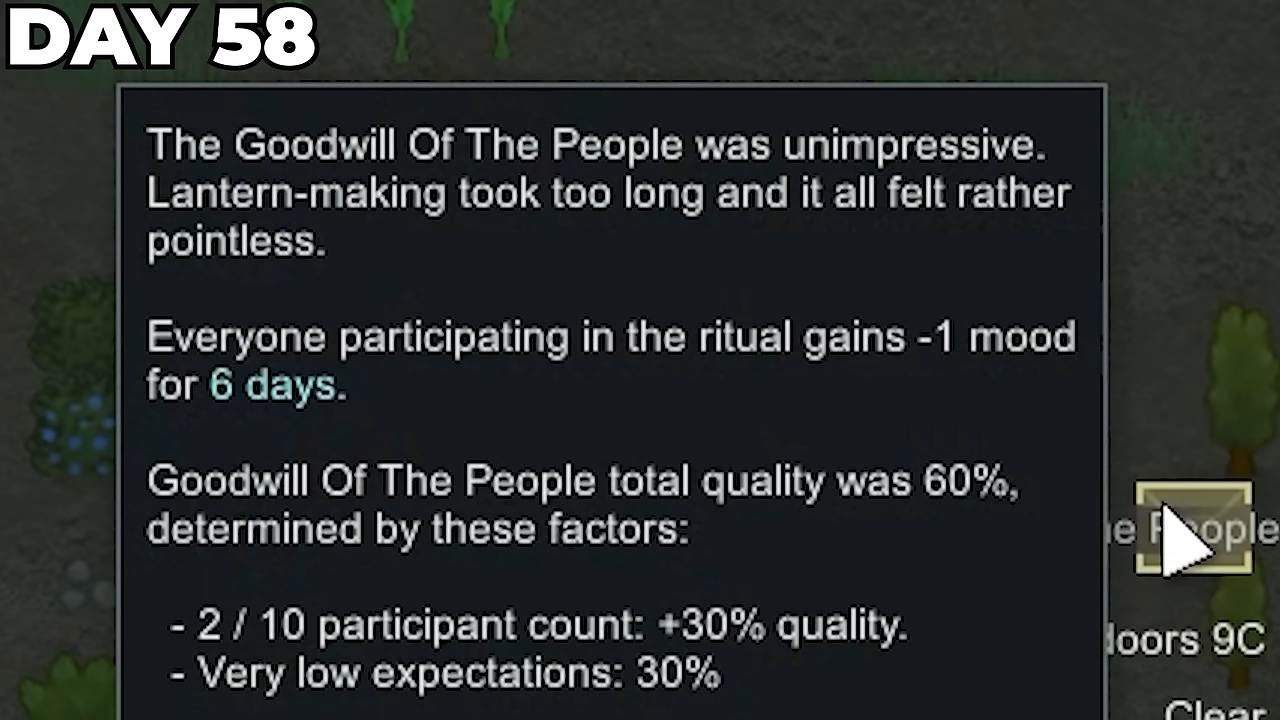 DAY 58
The Goodwill Of The People was unimpressive.
Lantern-making took too long and it all felt rather
pointless.
Everyone participating in the ritual gains -1 mood
for 6 days.
Goodwill Of The People total quality was 60%,
determined by these factors:
- 2 / 10 participant count: +30% quality.
- Very low expectations: 30%
People
9C
Clear